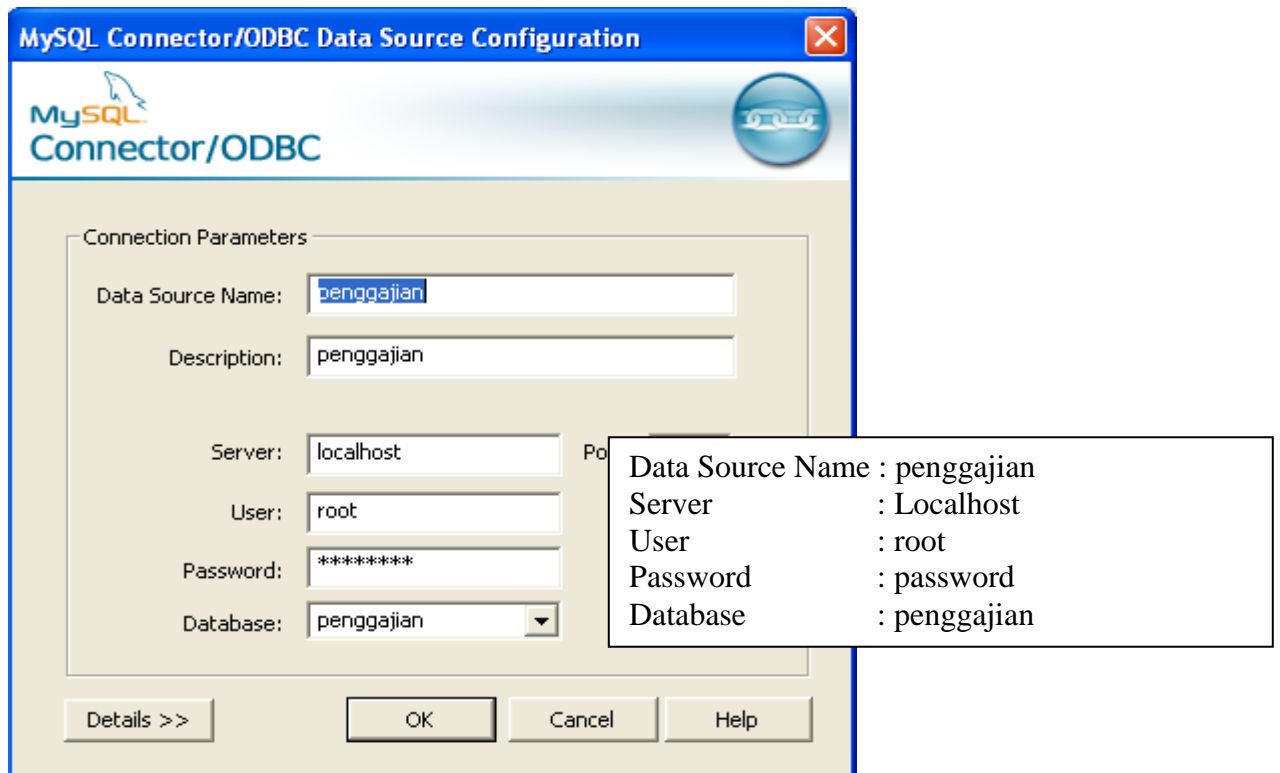 MySQL Connector/ODBC Data Source Configuration
MySQL
Connector/ODBC
Connection Parameters
Data Source Name: penggajian
Description: penggajian
Server: localhost
User: root
Password: ********
Database: penggajian
Details >> OK Cancel Help
Data Source Name : penggajian
Server : Localhost
User : root
Password : password
Database : penggajian